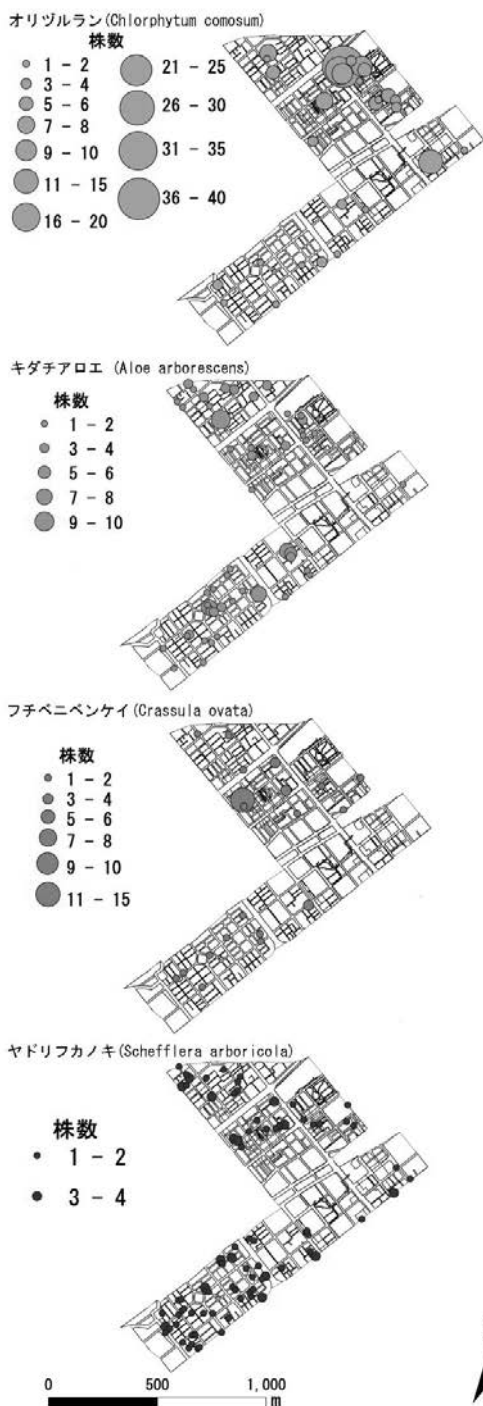 オリヅルラン(Chlorphytum comosum)
株数
1 - 2
3 - 4
5 - 6
7 - 8
9 - 10
11 - 15
16 - 20
21 - 25
26 - 30
31 - 35
36 - 40
キダチアロエ (Aloe arborescens)
株数
1 - 2
3 - 4
5 - 6
7 - 8
9 - 10
フチベニベンケイ(Crassula ovata)
株数
1 - 2
3 - 4
5 - 6
7 - 8
9 - 10
11 - 15
ヤドリフカノキ(Schefflera arboricola)
株数
1 - 2
3 - 4
0 500 1,000
m